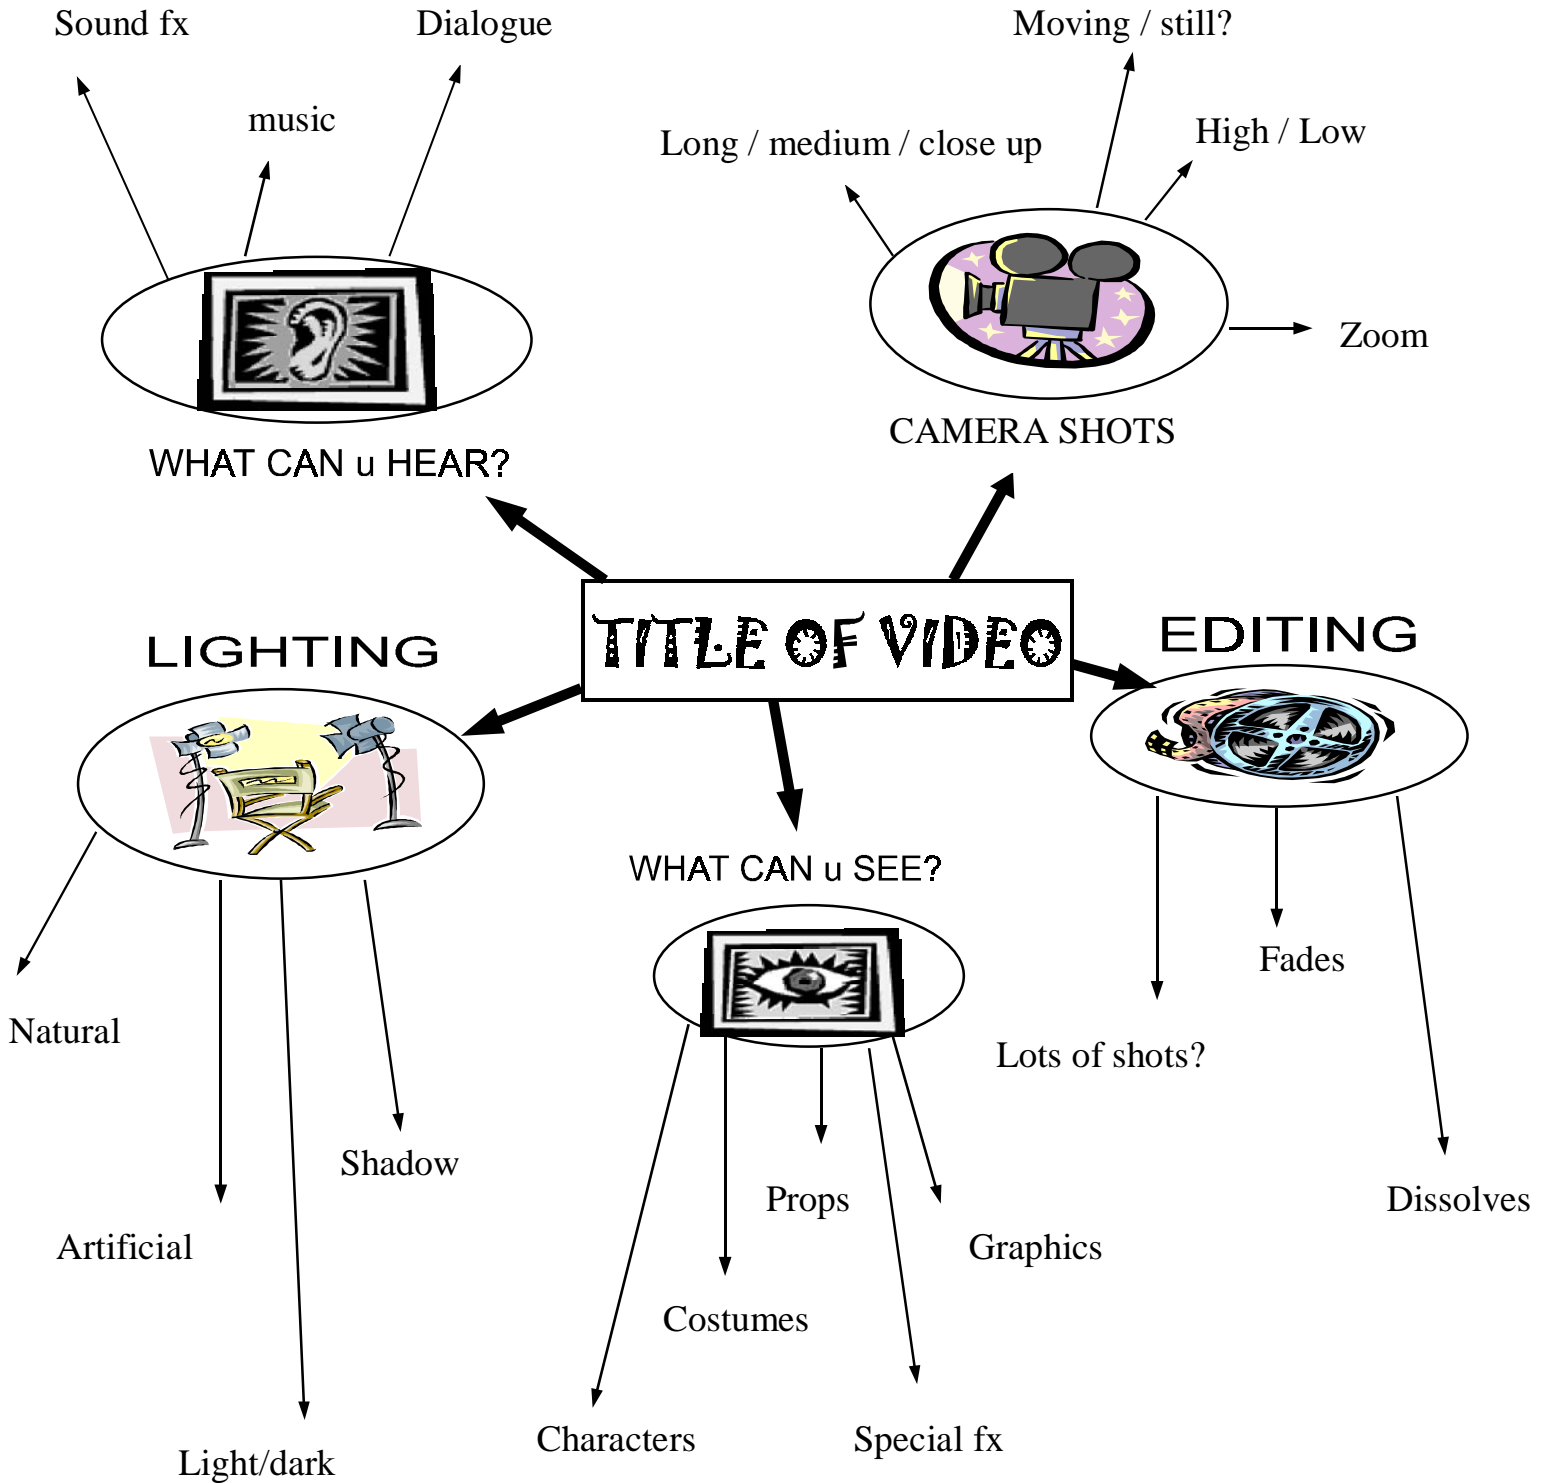 Sound fx
Dialogue
Moving / still?
music
Long / medium / close up
High / Low
Zoom
CAMERA SHOTS
WHAT CAN u HEAR?
TITLE OF VIDEO
LIGHTING
EDITING
WHAT CAN u SEE?
Fades
Natural
Lots of shots?
Shadow
Props
Dissolves
Artificial
Graphics
Costumes
Characters
Special fx
Light/dark